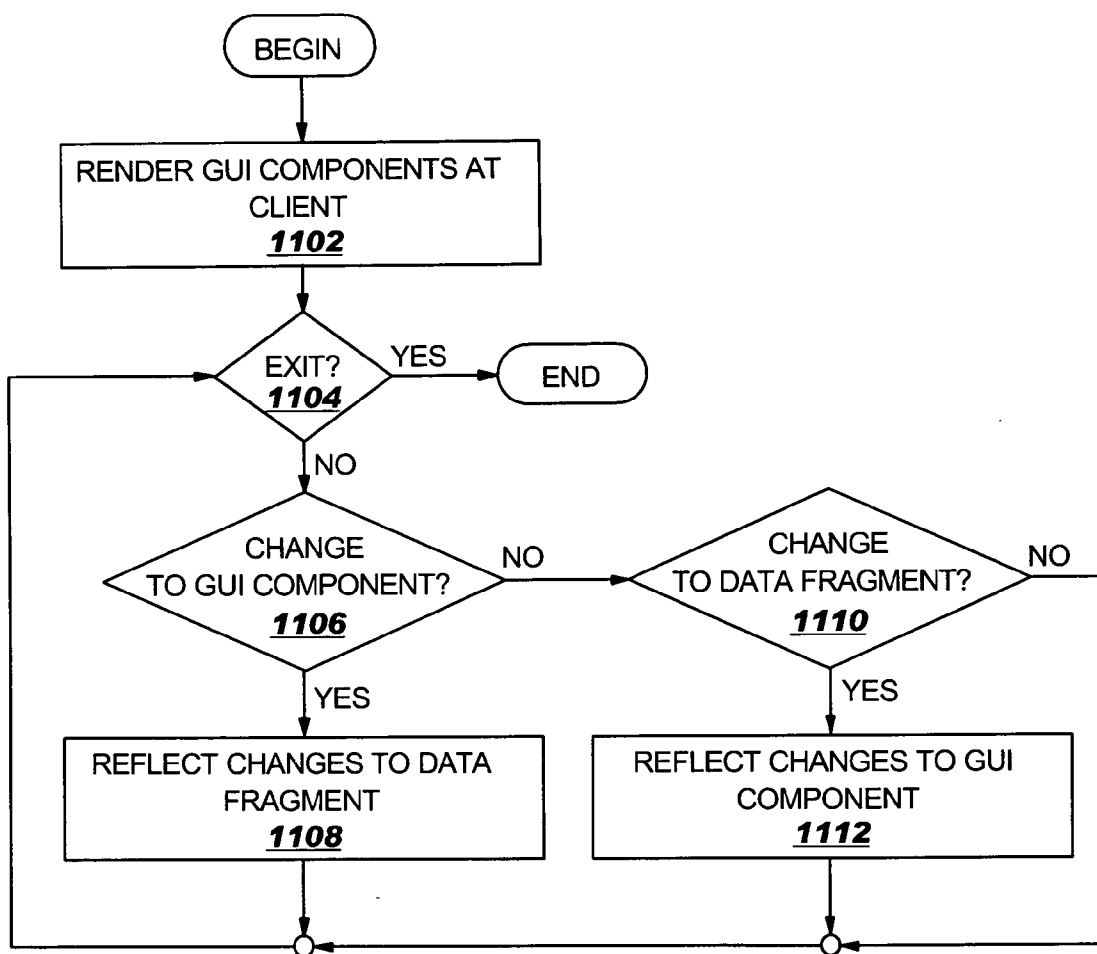 BEGIN
RENDER GUI COMPONENTS AT
CLIENT
1102
EXIT?
1104
YES
END
NO
CHANGE
TO GUI COMPONENT?
1106
NO
CHANGE
TO DATA FRAGMENT?
1110
NO
YES
YES
REFLECT CHANGES TO DATA
FRAGMENT
1108
REFLECT CHANGES TO GUI
COMPONENT
1112